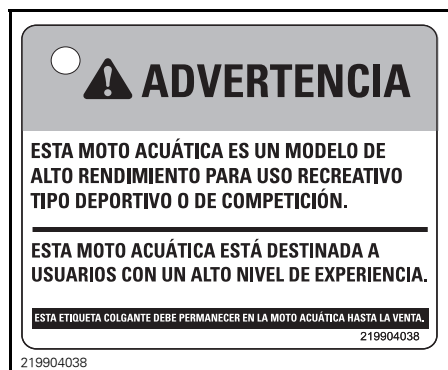 ADVERTENCIA
ESTA MOTO ACUÁTICA ES UN MODELO DE
ALTO RENDIMIENTO PARA USO RECREATIVO
TIPO DEPORTIVO O DE COMPETICIÓN.
ESTA MOTO ACUÁTICA ESTÁ DESTINADA A
USUARIOS CON UN ALTO NIVEL DE EXPERIENCIA.
ESTA ETIQUETA COLGANTE DEBE PERMANECER EN LA MOTO ACUÁTICA HASTA LA VENTA.
219904038
219904038